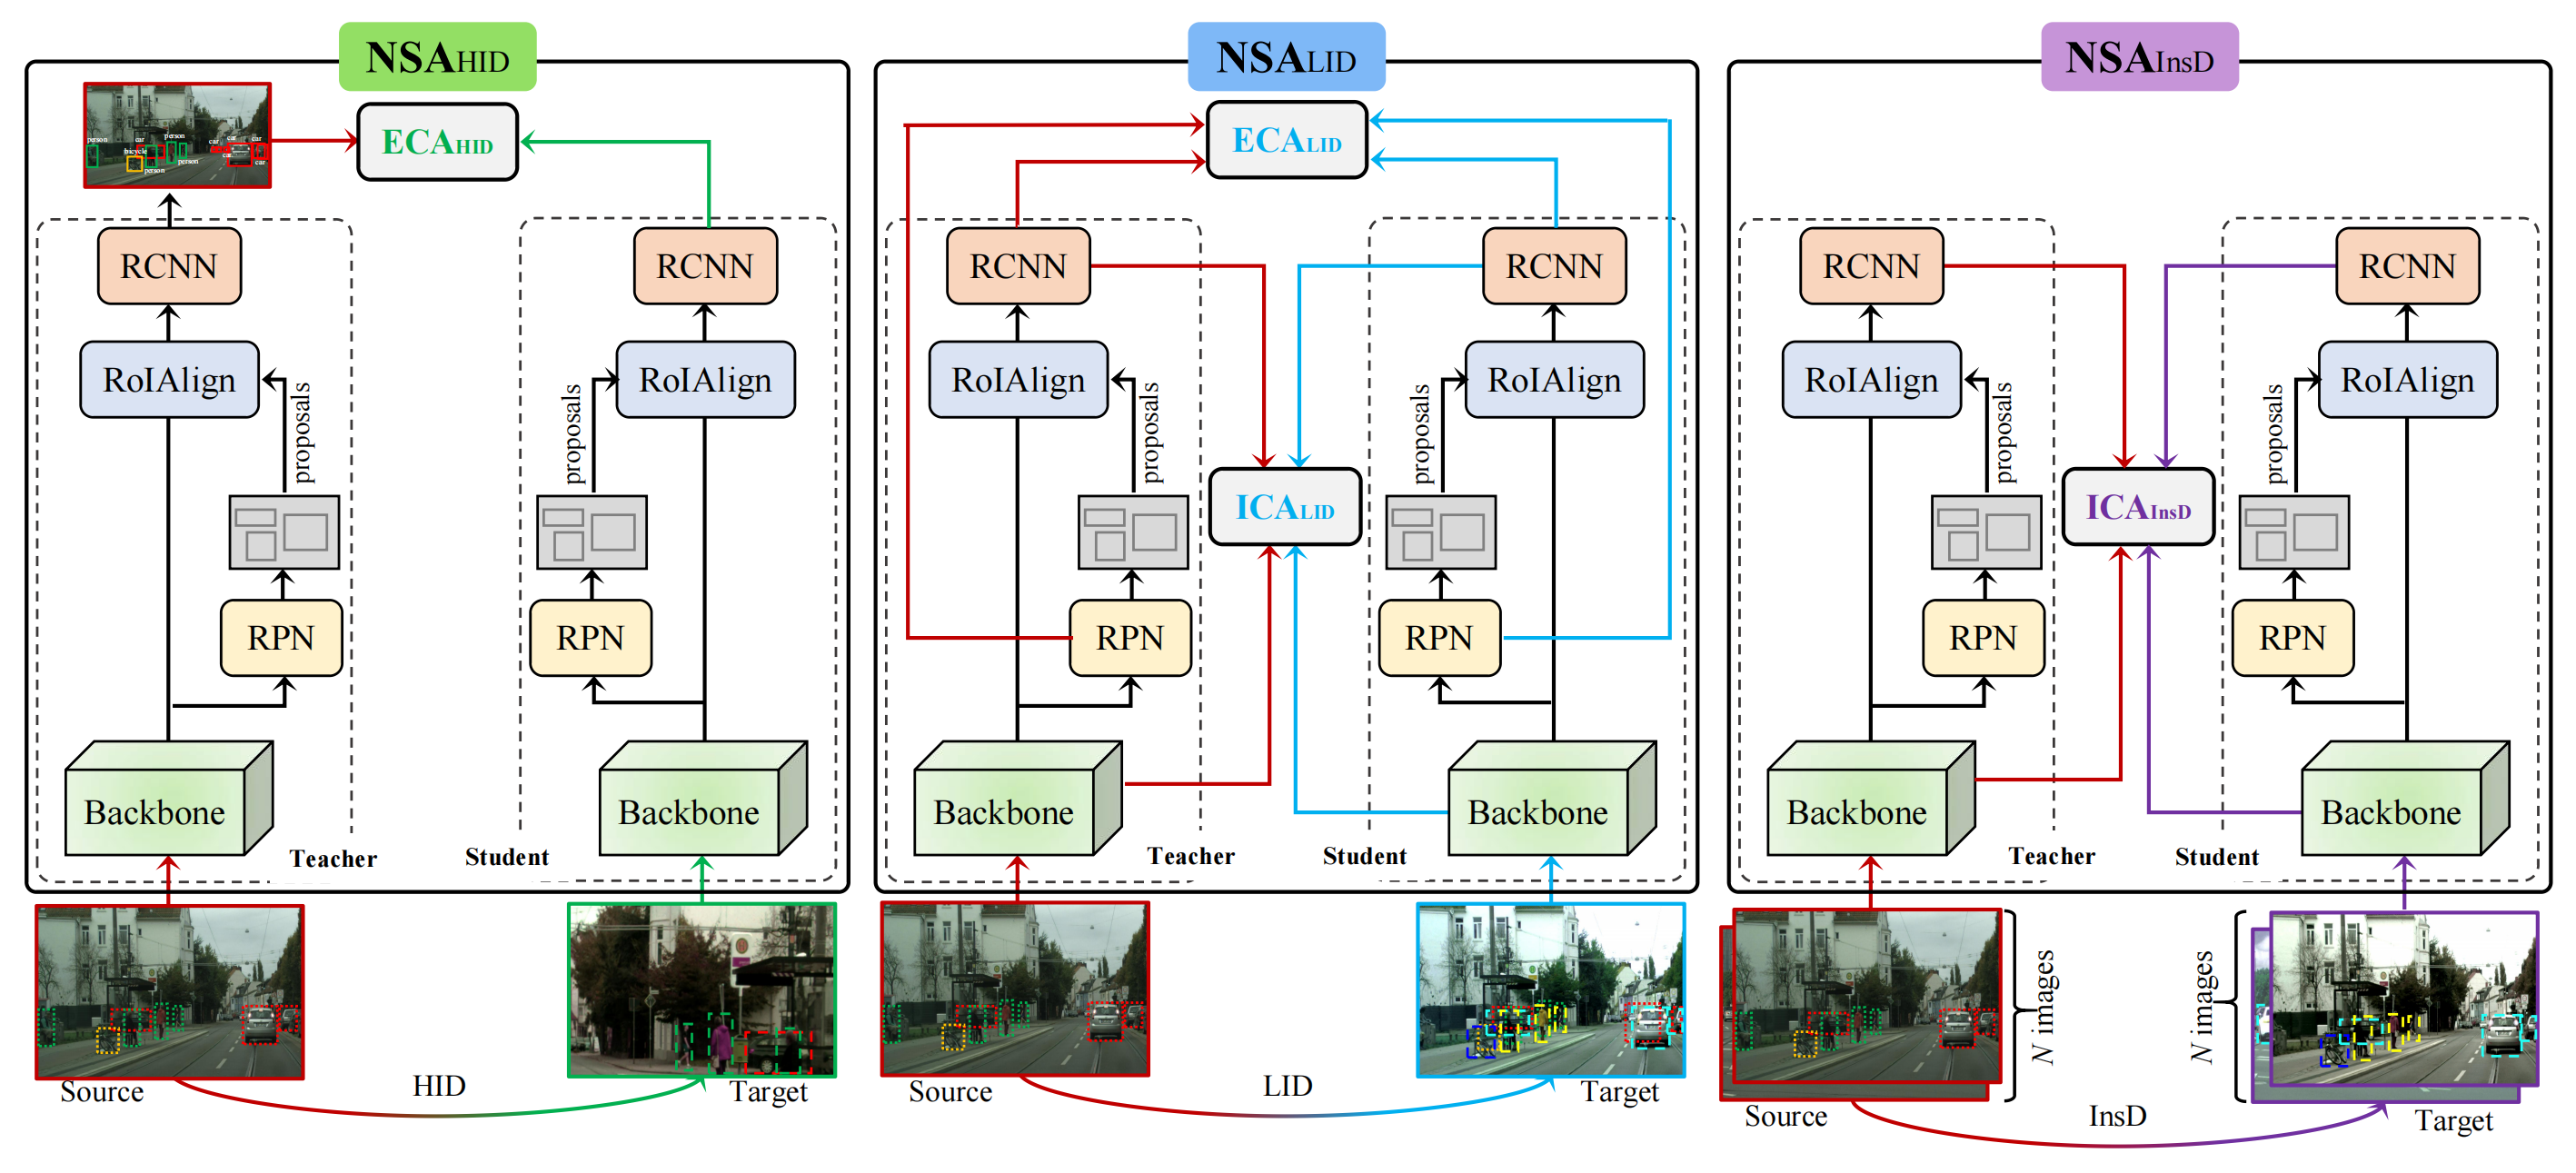 NSAHID
person
car
person
car
car
car
bicycle
person
person
car
car
ECAHID
RCNN
RCNN
RoIAlign
RoIAlign
proposals
proposals
RPN
RPN
Backbone
Backbone
Teacher
Student
Source
HID
Target
NSALID
ECALID
RCNN
RCNN
RoIAlign
RoIAlign
proposals
proposals
ICALID
RPN
RPN
Backbone
Backbone
Teacher
Student
Source
LID
Target
NSAInsD
RCNN
RCNN
RoIAlign
RoIAlign
proposals
proposals
ICAInsD
RPN
RPN
Backbone
Backbone
Teacher
Student
N images
N images
Source
InsD
Target